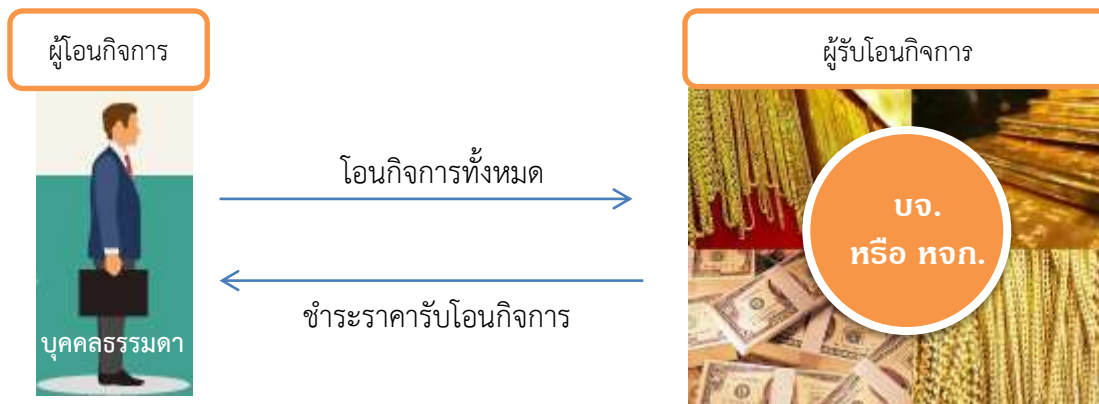 ผู้โอนกิจการ
ผู้รับโอนกิจการ
โอนกิจการทั้งหมด
บจ.
หรือ หจก.
ชำระราคารับโอนกิจการ
บุคคลธรรมดา